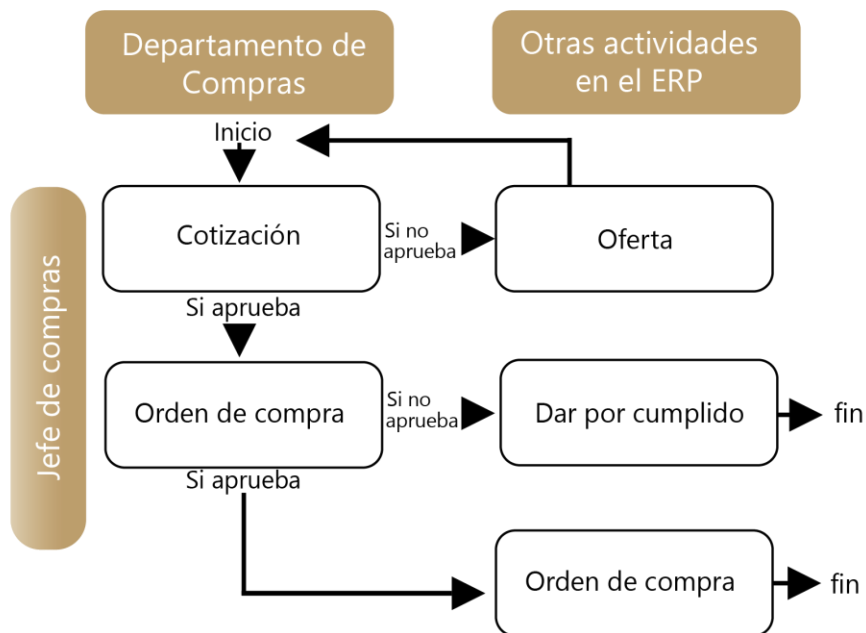 Departamento de
Compras
Otras actividades
en el ERP
Inicio
Jefe de compras
Cotización
Si no
aprueba
Oferta
Si aprueba
Orden de compra
Si no
aprueba
Dar por cumplido
fin
Si aprueba
Orden de compra
fin